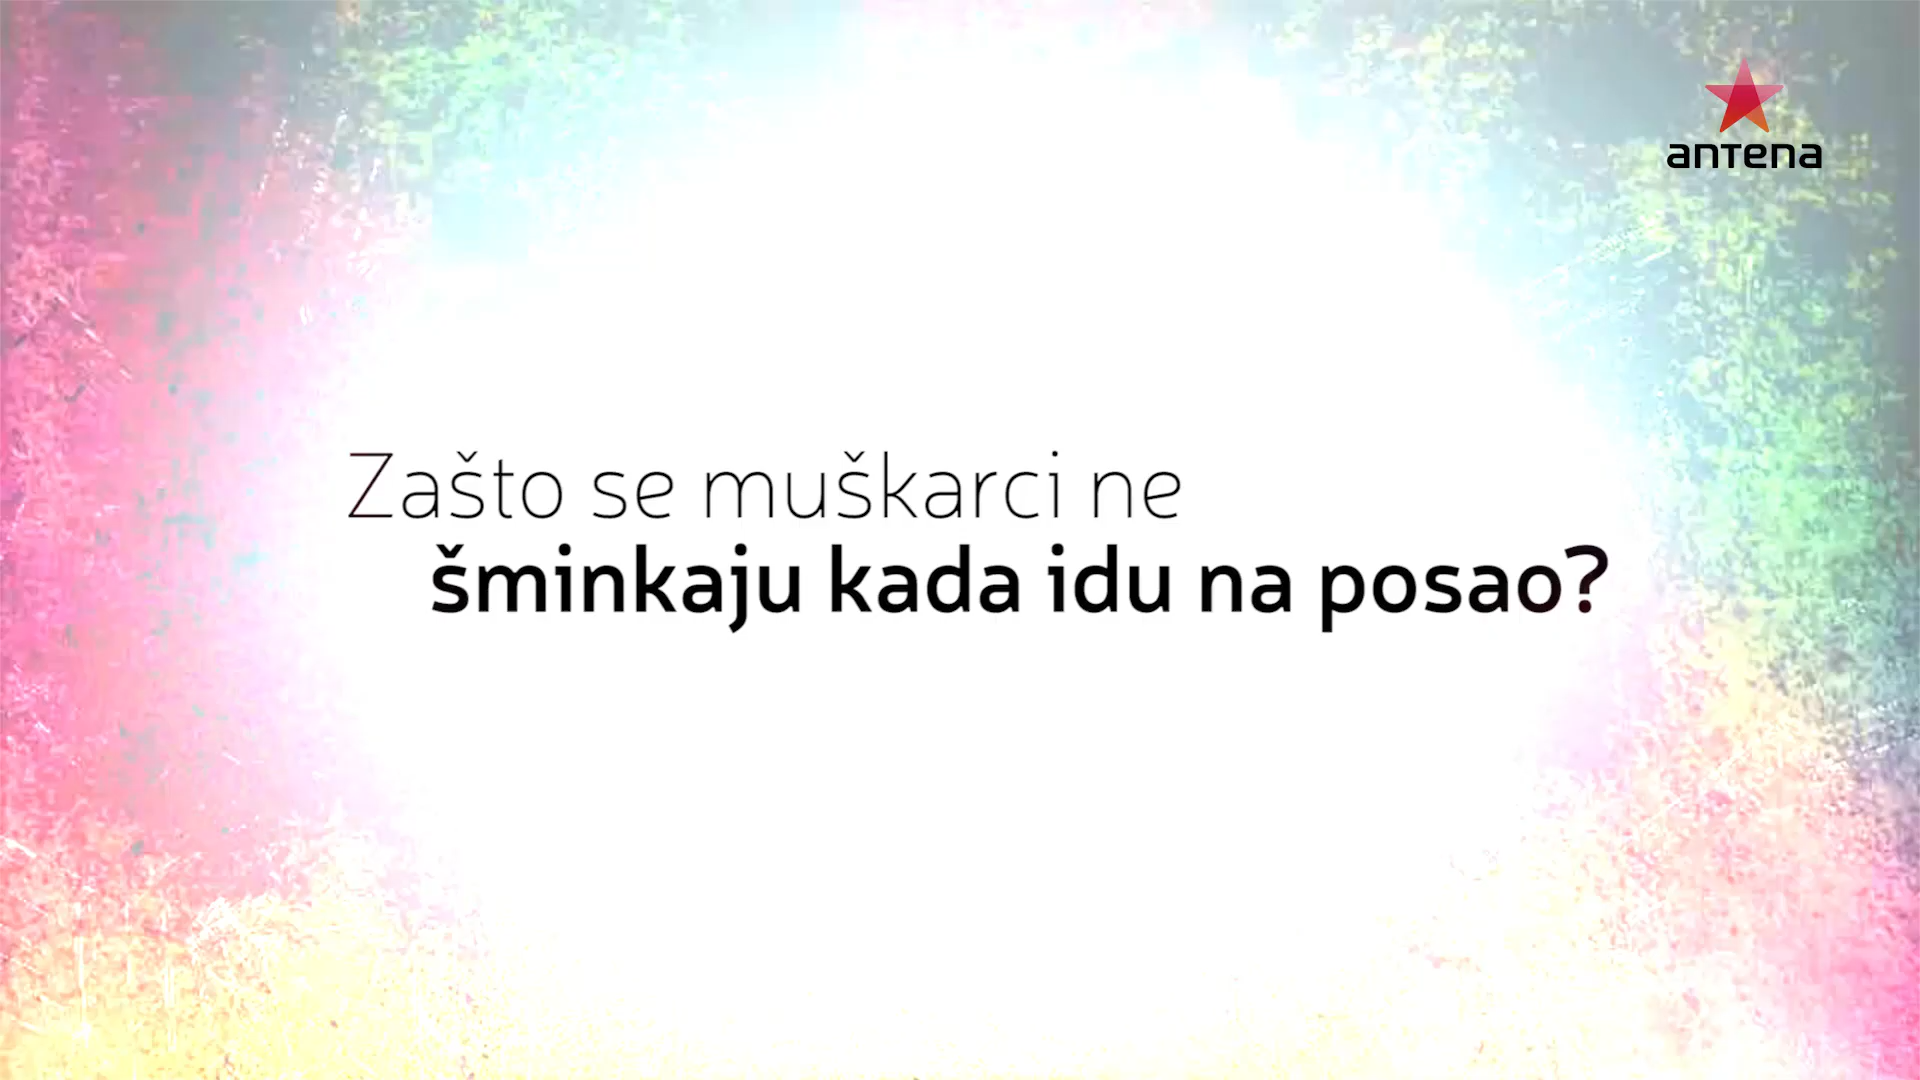 antena
Zašto se muškarci ne
šminkaju kada idu na posao?